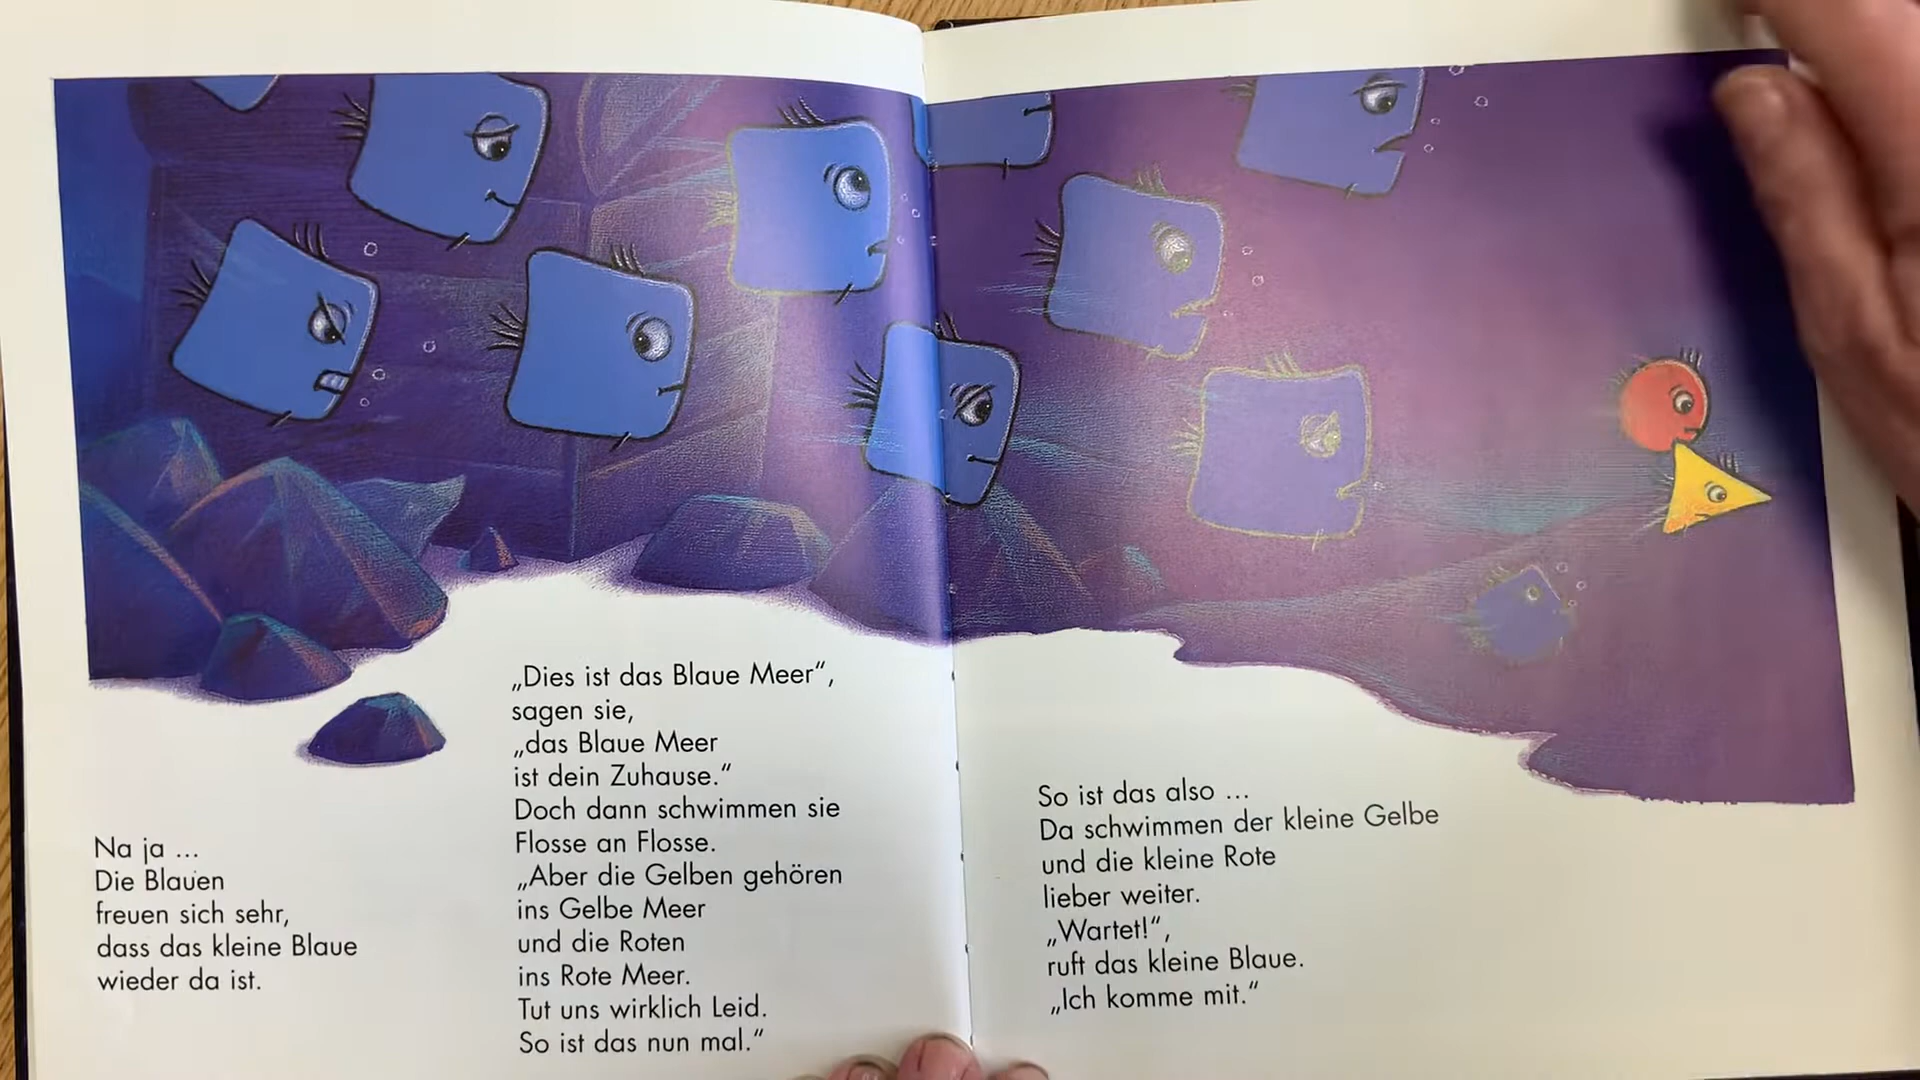 Na ja ...
Die Blauen
freuen sich sehr,
dass das kleine Blaue
wieder da ist.
„Dies ist das Blaue Meer“,
sagen sie,
„das Blaue Meer
ist dein Zuhause.“
Doch dann schwimmen sie
Flosse an Flosse.
„Aber die Gelben gehören
ins Gelbe Meer
und die Roten
ins Rote Meer.
Tut uns wirklich Leid.
So ist das nun mal.“
So ist das also ...
Da schwimmen der kleine Gelbe
und die kleine Rote
lieber weiter.
„Wartet!“,
ruft das kleine Blaue.
„Ich komme mit.“